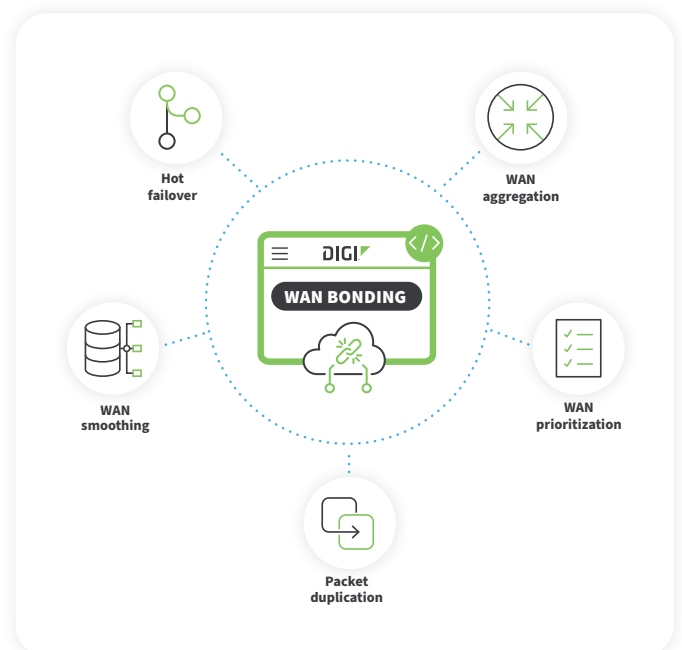 Hot
failover
WAN
aggregation
</>
DIGI
WAN BONDING
WAN
smoothing
WAN
prioritization
Packet
duplication